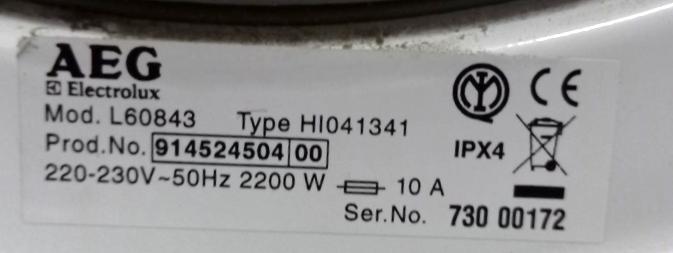 AEG
Electrolux
Mod. L60843 Type HI041341
Prod.No. 914524504 00
IPX4
220-230V~50Hz 2200 W 10 A
Ser.No. 730 00172